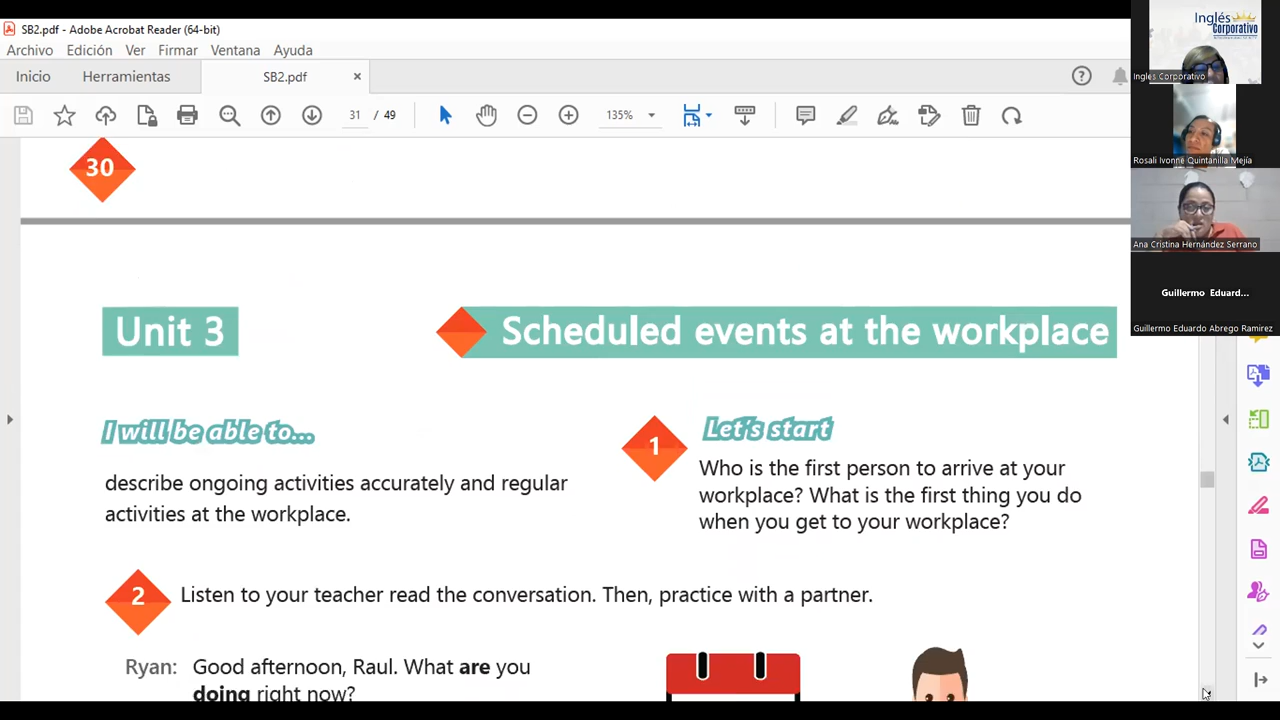 SB2.pdf - Adobe Acrobat Reader (64-bit)
Archivo Edición Ver Firmar Ventana Ayuda
Inicio Herramientas SB2.pdf ×
31 / 49 135%
30
Unit 3
Scheduled events at the workplace
I will be able to...
describe ongoing activities accurately and regular
activities at the workplace.
1 Let's start
Who is the first person to arrive at your
workplace? What is the first thing you do
when you get to your workplace?
2 Listen to your teacher read the conversation. Then, practice with a partner.
Ryan: Good afternoon, Raul. What are you
doing right now?
Inglés
Corporativo
Ingles Corporativo
Rosali Ivonne Quintanilla Mejía
Ana Cristina Hernández Serrano
Guillermo Eduard...
Guillermo Eduardo Abrego Ramirez